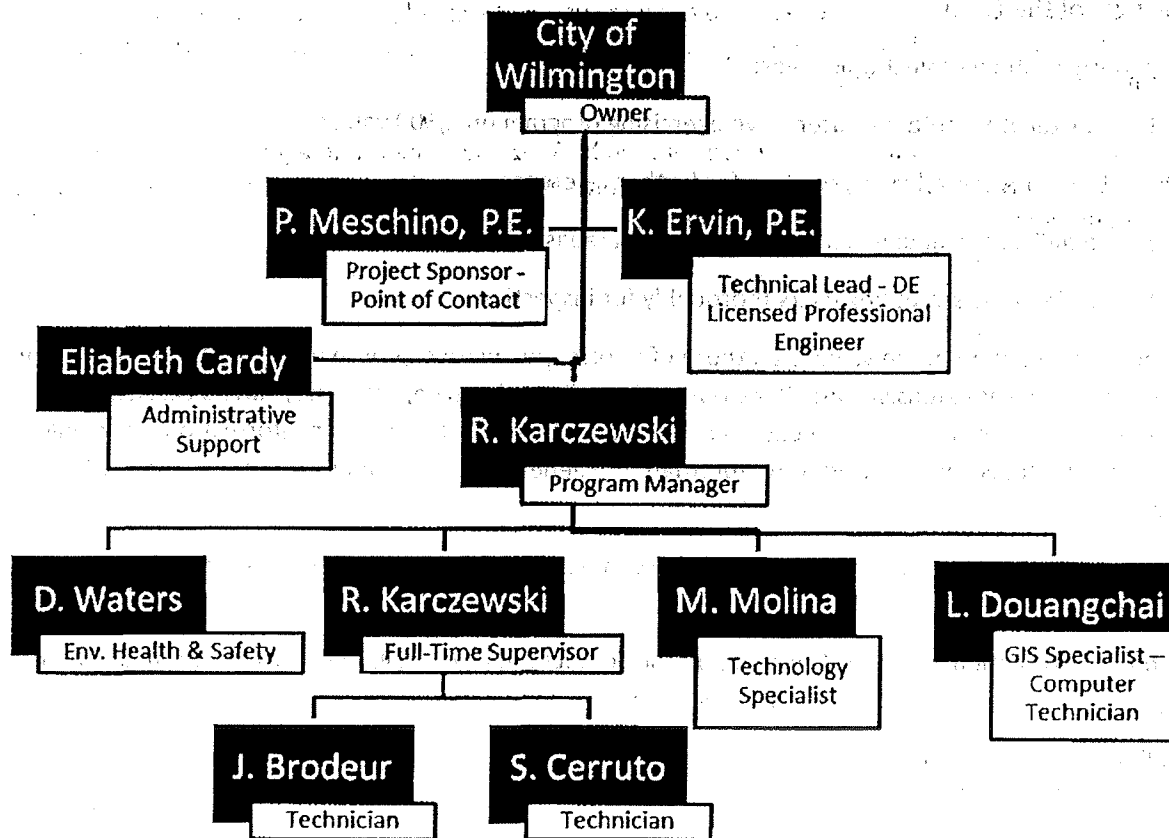 City of
Wilmington
Owner
P. Meschino, P.E.
Project Sponsor -
Point of Contact
K. Ervin, P.E.
Technical Lead - DE
Licensed Professional
Engineer
Eliabeth Cardy
Administrative
Support
R. Karczewski
Program Manager
D. Waters
Env. Health & Safety
R. Karczewski
Full-Time Supervisor
M. Molina
Technology
Specialist
L. Douangchai
GIS Specialist –
Computer
Technician
J. Brodeur
Technician
S. Cerruto
Technician